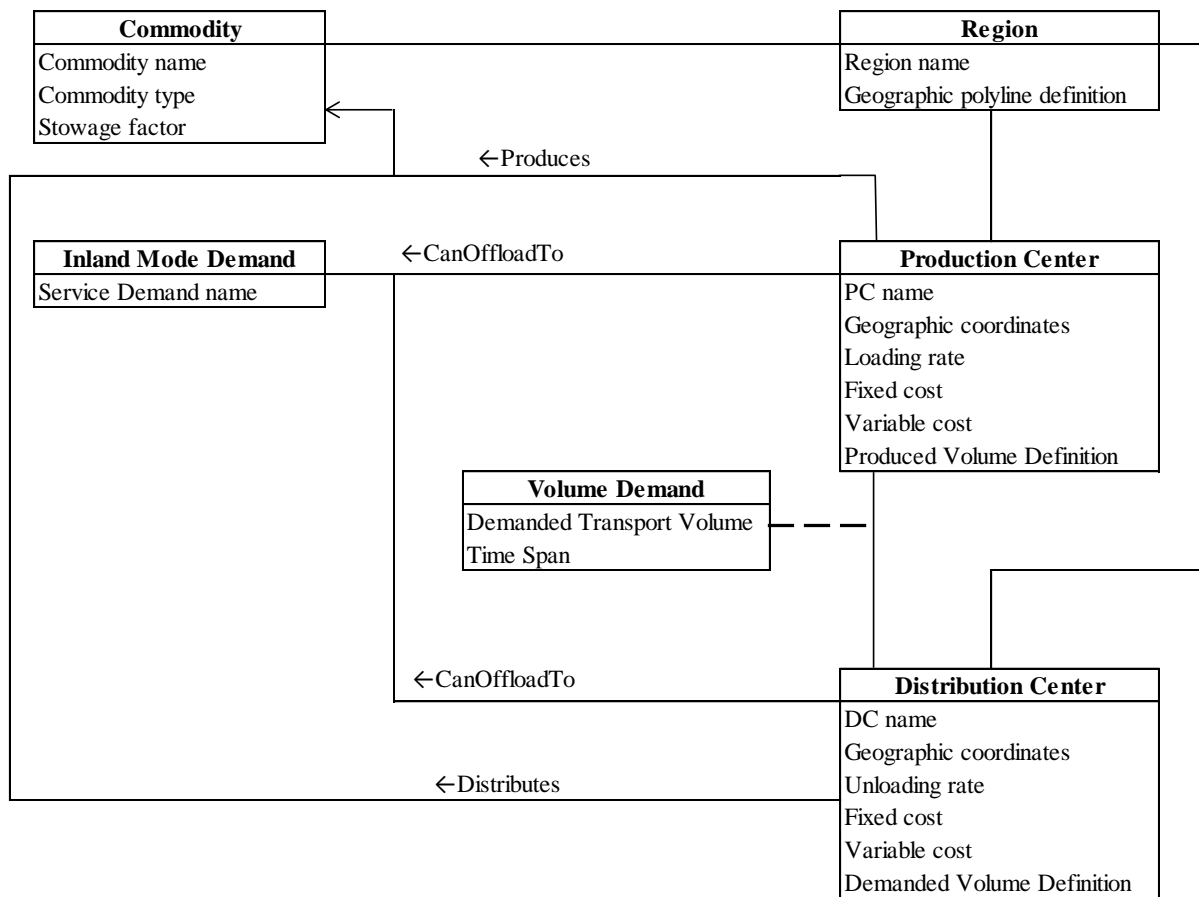 Commodity
Commodity name
Commodity type
Stowage factor
Region
Region name
Geographic polyline definition
←Produces
Inland Mode Demand
Service Demand name
←CanOffloadTo
Production Center
PC name
Geographic coordinates
Loading rate
Fixed cost
Variable cost
Produced Volume Definition
Volume Demand
Demanded Transport Volume
Time Span
←CanOffloadTo
←Distributes
Distribution Center
DC name
Geographic coordinates
Unloading rate
Fixed cost
Variable cost
Demanded Volume Definition